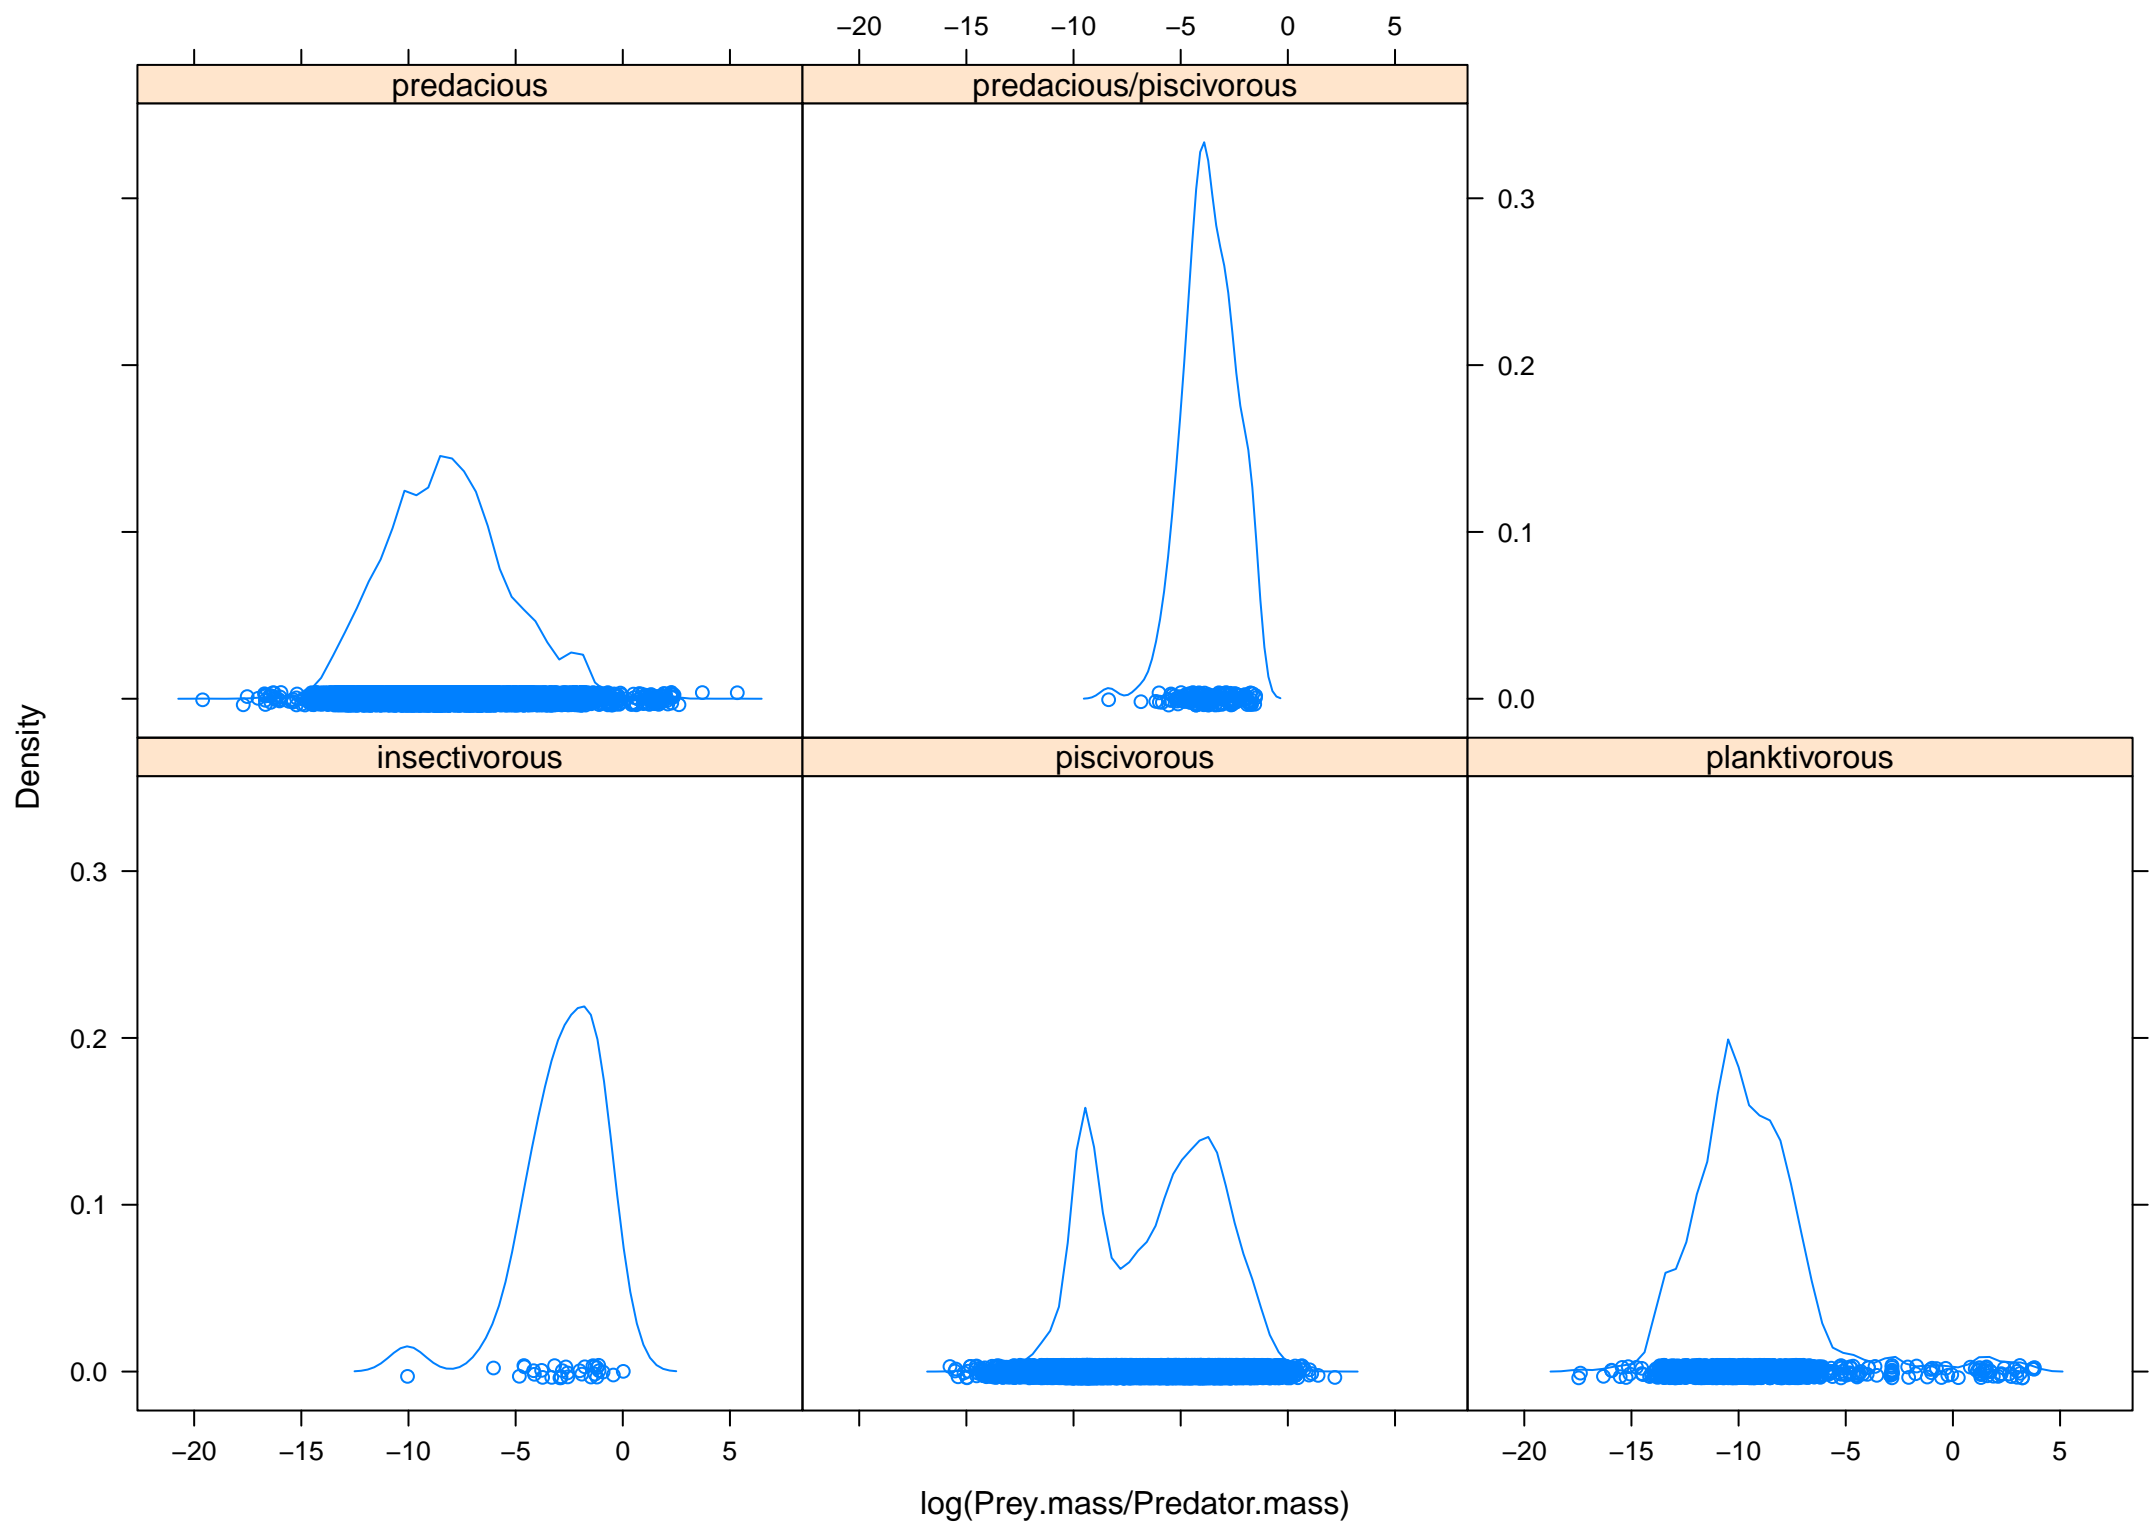 −20 −15 −10 −5 0 5
predacious predacious/piscivorous
0.3
0.2
0.1
0.0
Density
insectivorous piscivorous planktivorous
0.3
0.2
0.1
0.0
−20 −15 −10 −5 0 5 −20 −15 −10 −5 0 5
log(Prey.mass/Predator.mass)